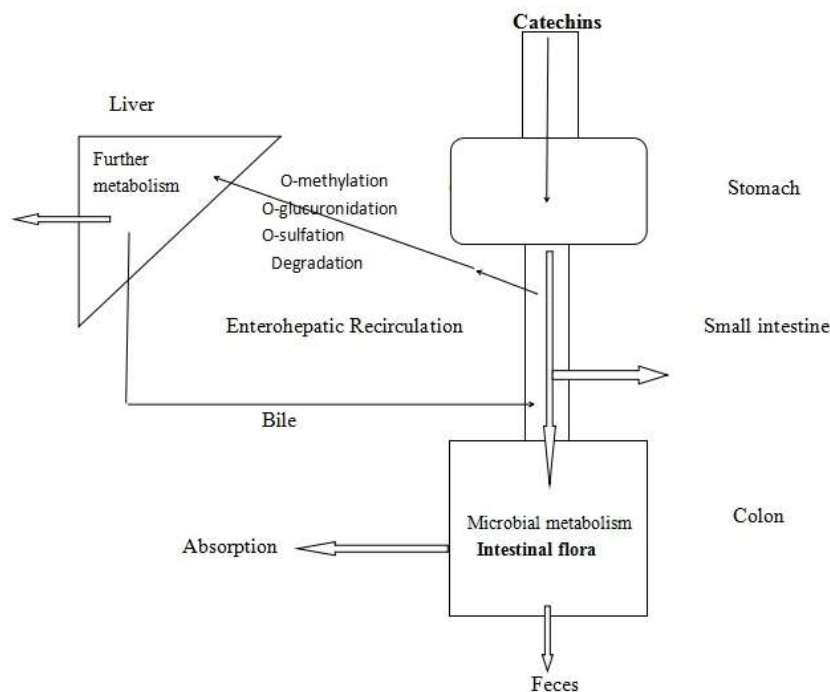 Catechins
Liver
Further
metabolism
O-methylation
O-glucuronidation
O-sulfation
Degradation
Stomach
Enterohepatic Recirculation
Small intestine
Bile
Colon
Microbial metabolism
Intestinal flora
Absorption
Feces